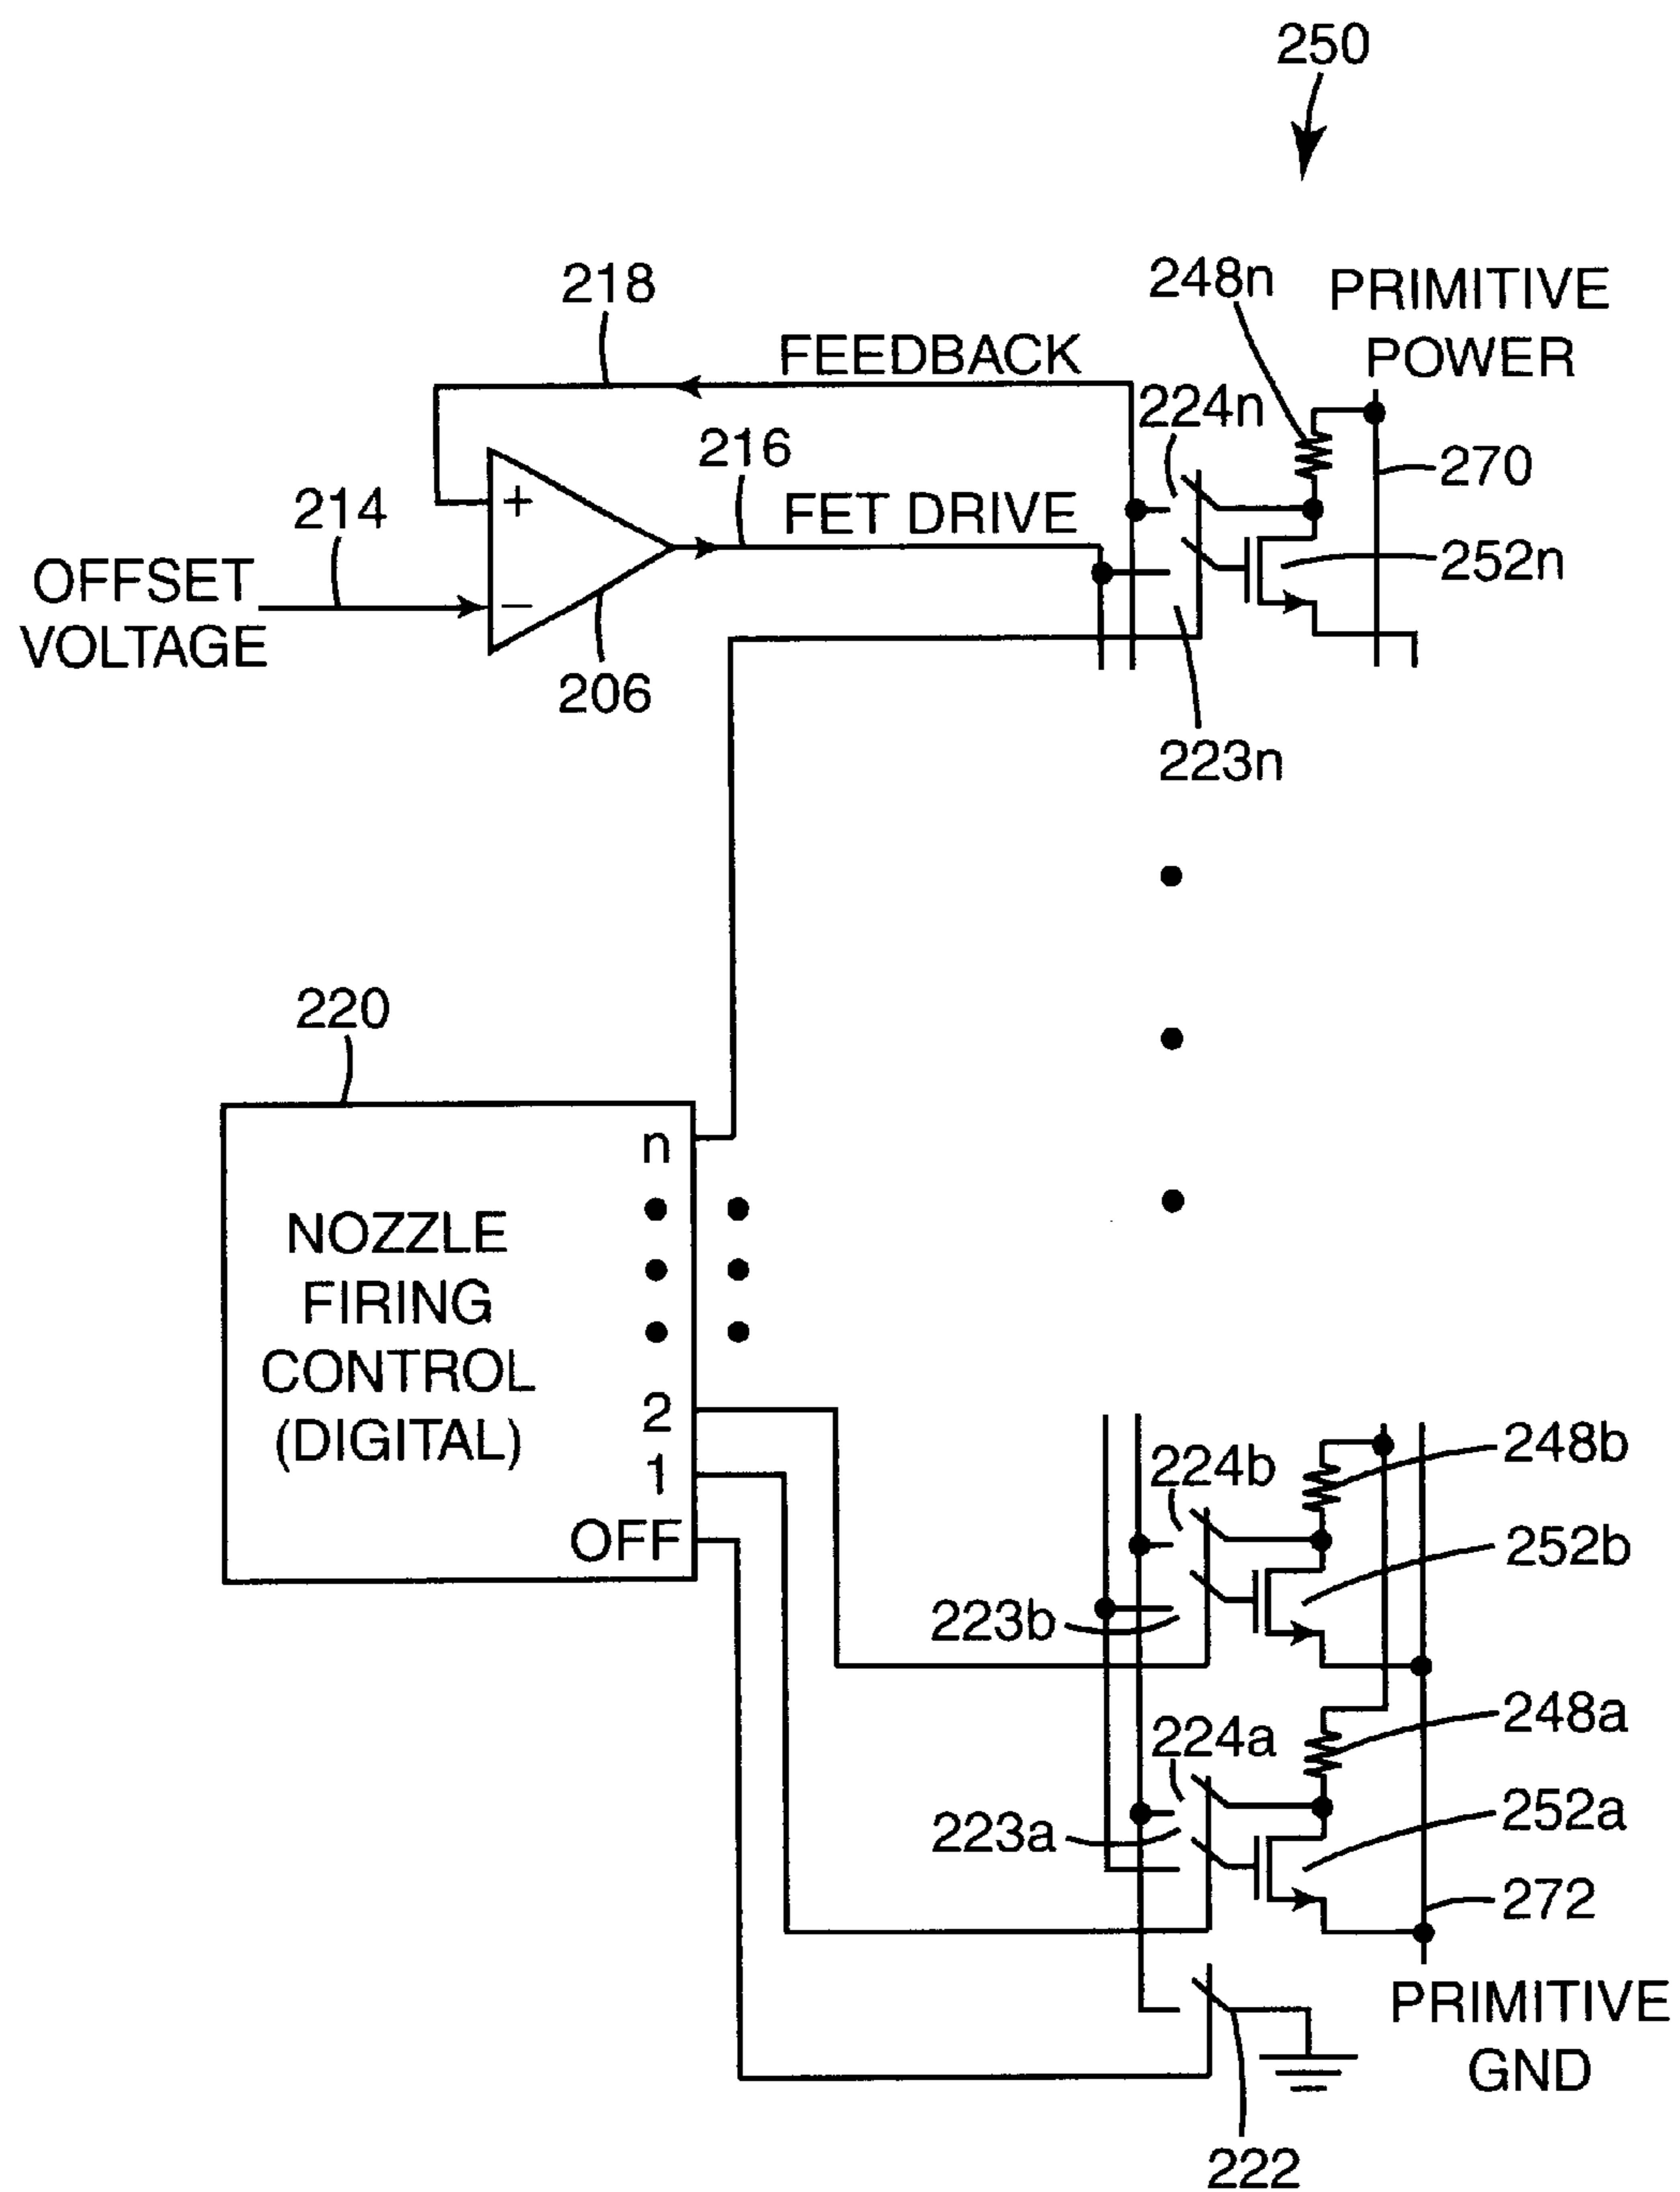 250
248n
PRIMITIVE
POWER
218
FEEDBACK
224n
216
270
214
+
FET DRIVE
252n
OFFSET
VOLTAGE
−
206
223n
220
n
NOZZLE
FIRING
CONTROL
(DIGITAL)
2
1
OFF
248b
224b
252b
223b
248a
224a
252a
223a
272
PRIMITIVE
GND
222